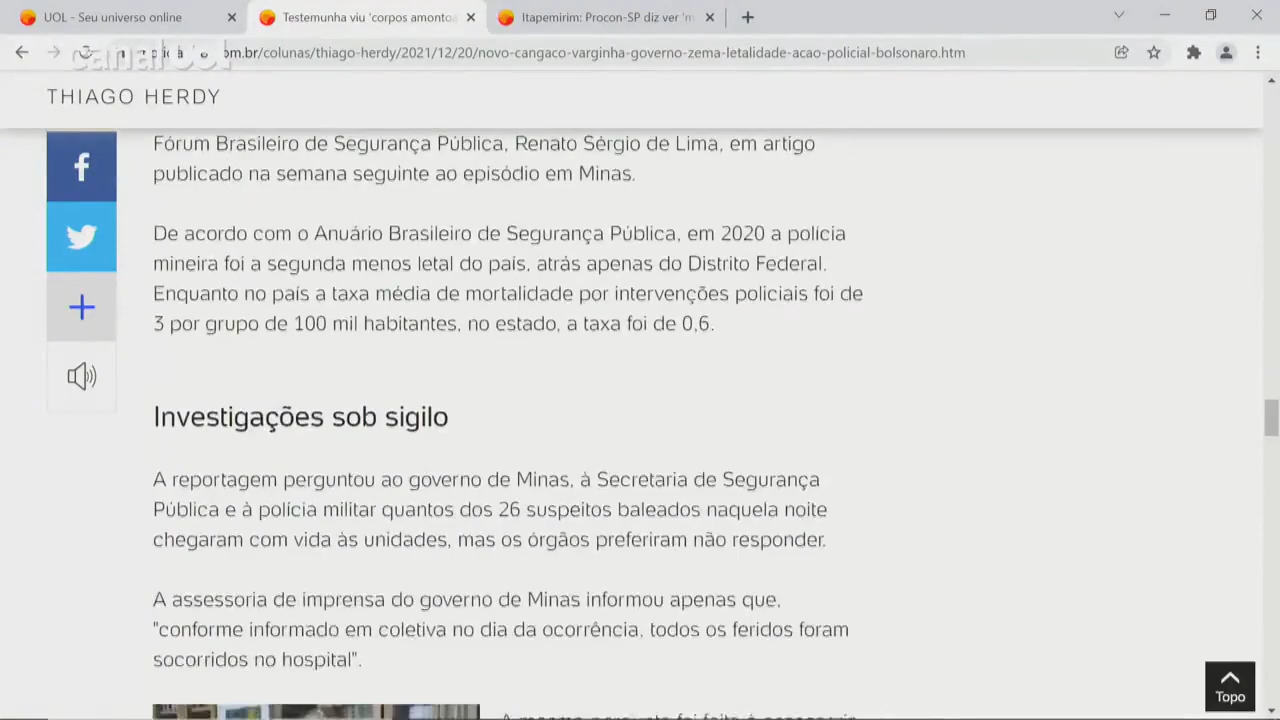 UOL - Seu universo online
Testemunha viu 'corpos amontoa
Itapemirim: Procon-SP diz ver 'm
om.br/colunas/thiago-herdy/2021/12/20/novo-cangaco-varginha-governo-zema-letalidade-acao-policial-bolsonaro.htm
canal UOL
THIAGO HERDY
Fórum Brasileiro de Segurança Pública, Renato Sérgio de Lima, em artigo
publicado na semana seguinte ao episódio em Minas.
De acordo com o Anuário Brasileiro de Segurança Pública, em 2020 a polícia
mineira foi a segunda menos letal do país, atrás apenas do Distrito Federal.
Enquanto no país a taxa média de mortalidade por intervenções policiais foi de
3 por grupo de 100 mil habitantes, no estado, a taxa foi de 0,6.
Investigações sob sigilo
A reportagem perguntou ao governo de Minas, à Secretaria de Segurança
Pública e à polícia militar quantos dos 26 suspeitos baleados naquela noite
chegaram com vida às unidades, mas os órgãos preferiram não responder.
A assessoria de imprensa do governo de Minas informou apenas que,
"conforme informado em coletiva no dia da ocorrência, todos os feridos foram
socorridos no hospital".
Topo